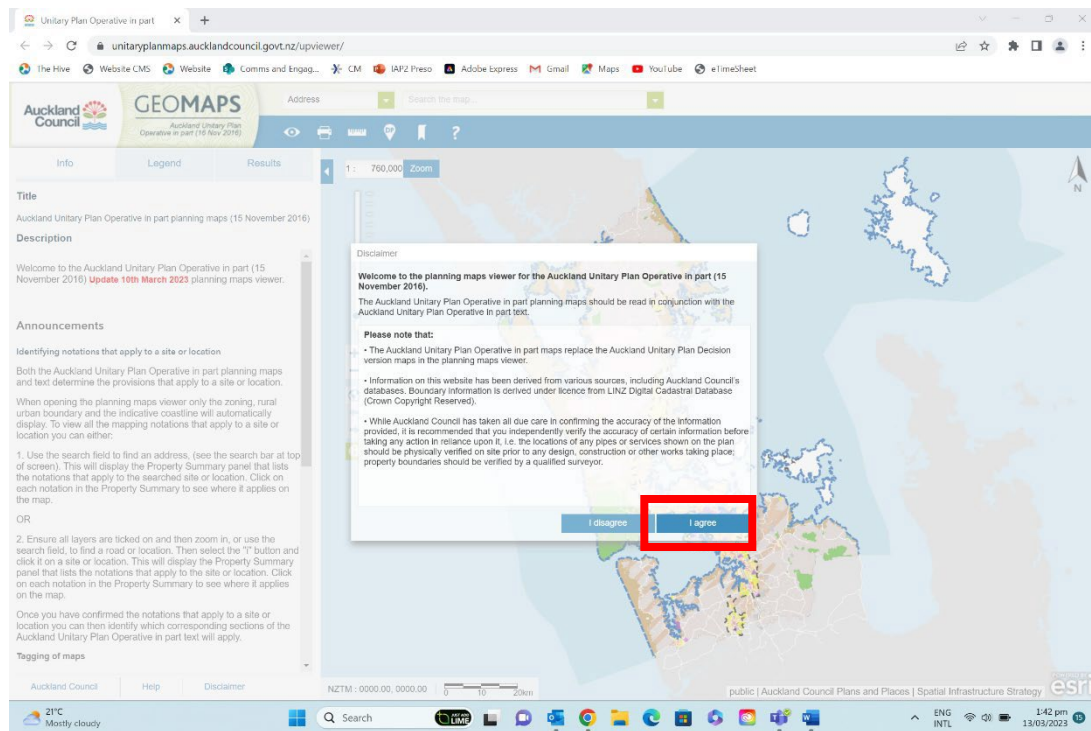 Unitary Plan Operative in part
unitaryplanmaps.aucklandcouncil.govt.nz/upviewer/
The Hive Website CMS Website Comms and Engag... CM IAP2 Preso Adobe Express Gmail Maps YouTube eTimeSheet
Auckland
Council
GEOMAPS
Auckland Unitary Plan
Operative in part (16 Nov 2016)
Address
Search the map...
?
Info Legend Results
1 : 760,000 Zoom
N
Title
Auckland Unitary Plan Operative in part planning maps (15 November 2016)
Description
Welcome to the Auckland Unitary Plan Operative in part (15
November 2016) Update 10th March 2023 planning maps viewer.
Announcements
Identifying notations that apply to a site or location
Both the Auckland Unitary Plan Operative in part planning maps
and text determine the provisions that apply to a site or location.
When opening the planning maps viewer only the zoning, rural
urban boundary and the indicative coastline will automatically
display. To view all the mapping notations that apply to a site or
location you can either:
1. Use the search field to find an address, (see the search bar at top
of screen). This will display the Property Summary panel that lists
the notations that apply to the searched site or location. Click on
each notation in the Property Summary to see where it applies on
the map.
OR
2. Ensure all layers are ticked on and then zoom in, or use the
search field, to find a road or location. Then select the "i" button and
click it on a site or location. This will display the Property Summary
panel that lists the notations that apply to the site or location. Click
on each notation in the Property Summary to see where it applies
on the map.
Once you have confirmed the notations that apply to a site or
location you can then identify which corresponding sections of the
Auckland Unitary Plan Operative in part text will apply.
Tagging of maps
Auckland Council Help Disclaimer
Disclaimer
Welcome to the planning maps viewer for the Auckland Unitary Plan Operative in part (15
November 2016).
The Auckland Unitary Plan Operative in part planning maps should be read in conjunction with the
Auckland Unitary Plan Operative In part text.
Please note that:
• The Auckland Unitary Plan Operative in part maps replace the Auckland Unitary Plan Decision
version maps in the planning maps viewer.
• Information on this website has been derived from various sources, including Auckland Council's
databases. Boundary information is derived under licence from LINZ Digital Cadastral Database
(Crown Copyright Reserved).
• While Auckland Council has taken all due care in confirming the accuracy of the information
provided, it is recommended that you independently verify the accuracy of certain information before
taking any action in reliance upon it, i.e. the locations of any pipes or services shown on the plan
should be physically verified on site prior to any design, construction or other works taking place;
property boundaries should be verified by a qualified surveyor.
I disagree I agree
NZTM : 0000.00, 0000.00
0 10 20km
public | Auckland Council Plans and Places | Spatial Infrastructure Strategy
esri
21°C
Mostly cloudy
Search
LIME
ENG
INTL
1:42 pm
13/03/2023
15